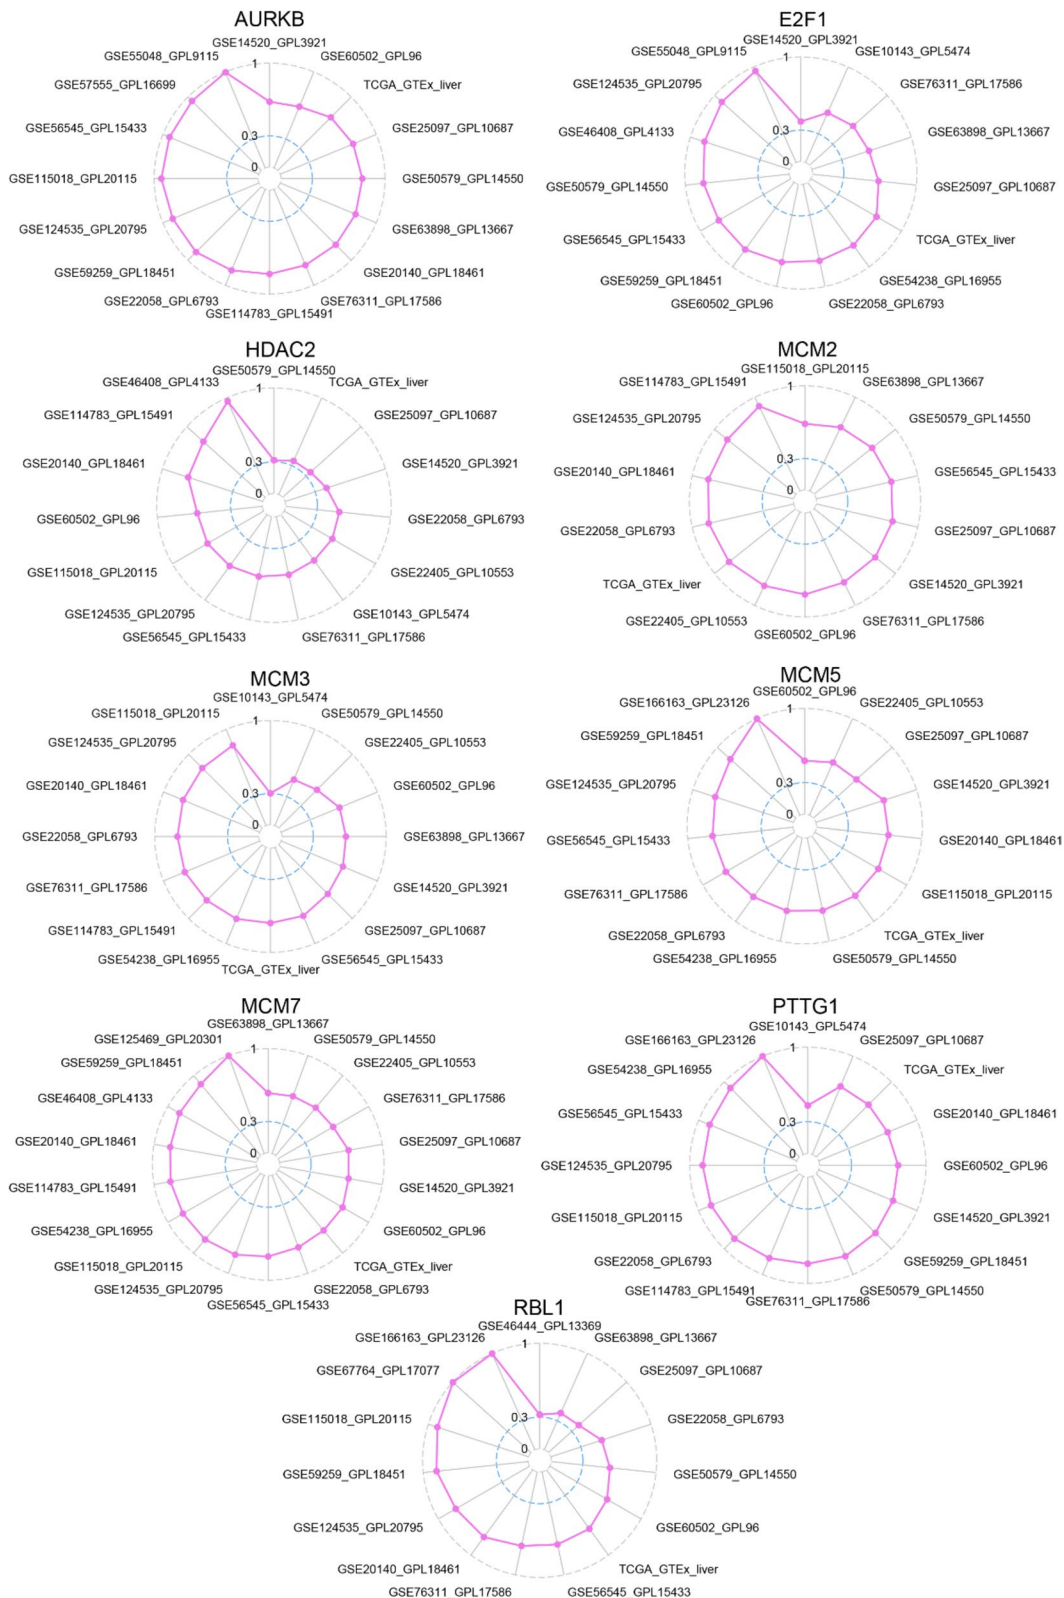 AURKB
GSE14520_GPL3921
GSE60502_GPL96
TCGA_GTEx_liver
GSE25097_GPL10687
GSE50579_GPL14550
GSE63898_GPL13667
GSE20140_GPL18461
GSE76311_GPL17586
GSE114783_GPL15491
GSE22058_GPL6793
GSE59259_GPL18451
GSE124535_GPL20795
GSE115018_GPL20115
GSE56545_GPL15433
GSE57555_GPL16699
GSE55048_GPL9115
1
0.3
0
E2F1
GSE14520_GPL3921
GSE10143_GPL5474
GSE76311_GPL17586
GSE63898_GPL13667
GSE25097_GPL10687
TCGA_GTEx_liver
GSE54238_GPL16955
GSE22058_GPL6793
GSE60502_GPL96
GSE59259_GPL18451
GSE56545_GPL15433
GSE50579_GPL14550
GSE46408_GPL4133
GSE124535_GPL20795
GSE55048_GPL9115
1
0.3
0
HDAC2
GSE50579_GPL14550
TCGA_GTEx_liver
GSE25097_GPL10687
GSE14520_GPL3921
GSE22058_GPL6793
GSE22405_GPL10553
GSE10143_GPL5474
GSE76311_GPL17586
GSE56545_GPL15433
GSE124535_GPL20795
GSE115018_GPL20115
GSE60502_GPL96
GSE20140_GPL18461
GSE114783_GPL15491
GSE46408_GPL4133
1
0.3
0
MCM2
GSE115018_GPL20115
GSE63898_GPL13667
GSE50579_GPL14550
GSE56545_GPL15433
GSE25097_GPL10687
GSE14520_GPL3921
GSE76311_GPL17586
GSE60502_GPL96
GSE22405_GPL10553
TCGA_GTEx_liver
GSE22058_GPL6793
GSE20140_GPL18461
GSE124535_GPL20795
GSE114783_GPL15491
1
0.3
0
MCM3
GSE10143_GPL5474
GSE50579_GPL14550
GSE22405_GPL10553
GSE60502_GPL96
GSE63898_GPL13667
GSE14520_GPL3921
GSE25097_GPL10687
GSE56545_GPL15433
TCGA_GTEx_liver
GSE54238_GPL16955
GSE114783_GPL15491
GSE76311_GPL17586
GSE22058_GPL6793
GSE20140_GPL18461
GSE124535_GPL20795
GSE115018_GPL20115
1
0.3
0
MCM5
GSE60502_GPL96
GSE22405_GPL10553
GSE25097_GPL10687
GSE14520_GPL3921
GSE20140_GPL18461
GSE115018_GPL20115
TCGA_GTEx_liver
GSE50579_GPL14550
GSE54238_GPL16955
GSE22058_GPL6793
GSE76311_GPL17586
GSE56545_GPL15433
GSE124535_GPL20795
GSE59259_GPL18451
GSE166163_GPL23126
1
0.3
0
MCM7
GSE63898_GPL13667
GSE50579_GPL14550
GSE22405_GPL10553
GSE76311_GPL17586
GSE25097_GPL10687
GSE14520_GPL3921
GSE60502_GPL96
TCGA_GTEx_liver
GSE22058_GPL6793
GSE56545_GPL15433
GSE124535_GPL20795
GSE115018_GPL20115
GSE54238_GPL16955
GSE114783_GPL15491
GSE20140_GPL18461
GSE46408_GPL4133
GSE59259_GPL18451
GSE125469_GPL20301
1
0.3
0
PTTG1
GSE10143_GPL5474
GSE25097_GPL10687
TCGA_GTEx_liver
GSE20140_GPL18461
GSE60502_GPL96
GSE14520_GPL3921
GSE59259_GPL18451
GSE50579_GPL14550
GSE76311_GPL17586
GSE114783_GPL15491
GSE22058_GPL6793
GSE115018_GPL20115
GSE124535_GPL20795
GSE56545_GPL15433
GSE54238_GPL16955
GSE166163_GPL23126
1
0.3
0
RBL1
GSE46444_GPL13369
GSE63898_GPL13667
GSE25097_GPL10687
GSE22058_GPL6793
GSE50579_GPL14550
GSE60502_GPL96
TCGA_GTEx_liver
GSE56545_GPL15433
GSE76311_GPL17586
GSE20140_GPL18461
GSE124535_GPL20795
GSE59259_GPL18451
GSE115018_GPL20115
GSE67764_GPL17077
GSE166163_GPL23126
1
0.3
0